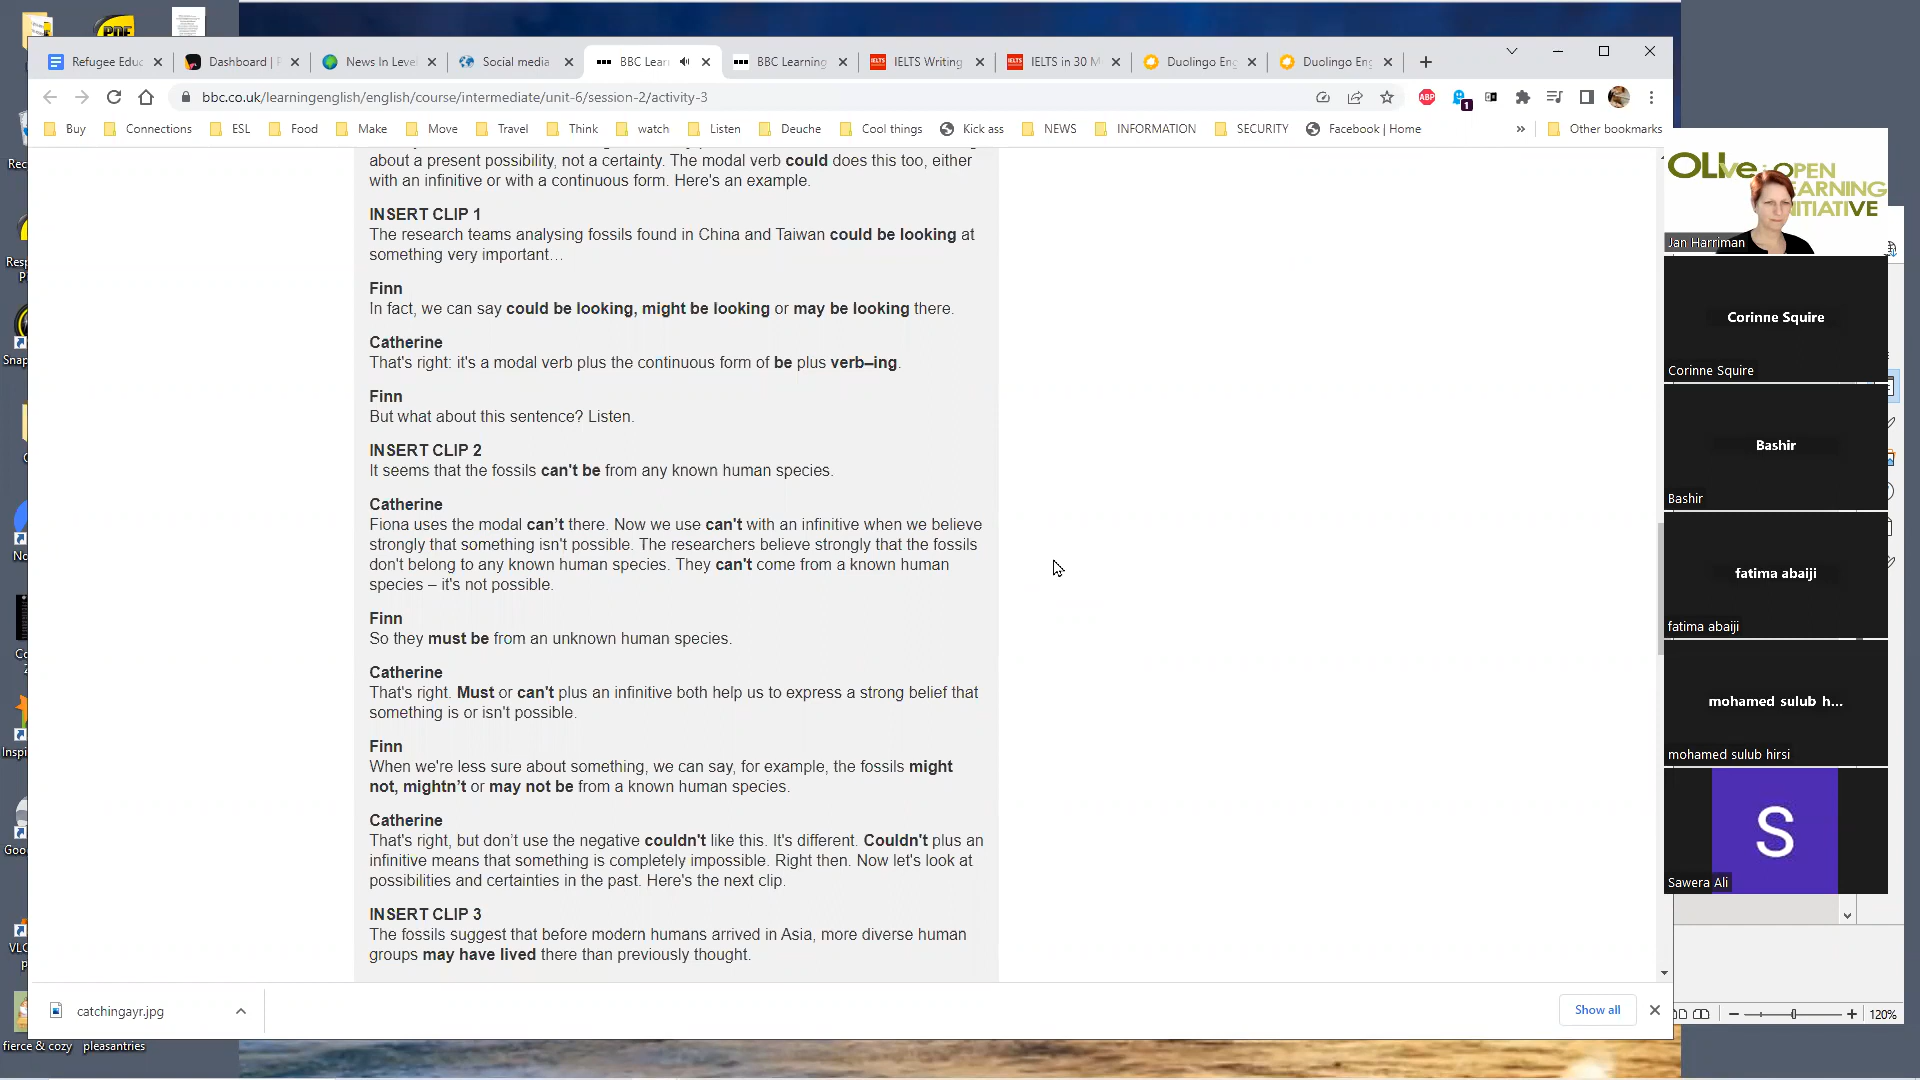 PDF
Refugee Educ
Dashboard |
News In Leve
Social media
BBC Lear
BBC Learning
IELTS Writing
IELTS in 30 M
Duolingo Eng
Duolingo Eng
bbc.co.uk/learningenglish/english/course/intermediate/unit-6/session-2/activity-3
ABP
1
Buy
Connections
ESL
Food
Make
Move
Travel
Think
watch
Listen
Deuche
Cool things
Kick ass
NEWS
INFORMATION
SECURITY
Facebook | Home
»
Other bookmarks
about a present possibility, not a certainty. The modal verb could does this too, either
with an infinitive or with a continuous form. Here's an example.
INSERT CLIP 1
The research teams analysing fossils found in China and Taiwan could be looking at
something very important…
Finn
In fact, we can say could be looking, might be looking or may be looking there.
Catherine
That's right: it's a modal verb plus the continuous form of be plus verb–ing.
Finn
But what about this sentence? Listen.
INSERT CLIP 2
It seems that the fossils can't be from any known human species.
Catherine
Fiona uses the modal can’t there. Now we use can't with an infinitive when we believe
strongly that something isn't possible. The researchers believe strongly that the fossils
don't belong to any known human species. They can't come from a known human
species – it's not possible.
Finn
So they must be from an unknown human species.
Catherine
That's right. Must or can't plus an infinitive both help us to express a strong belief that
something is or isn't possible.
Finn
When we're less sure about something, we can say, for example, the fossils might
not, mightn’t or may not be from a known human species.
Catherine
That's right, but don’t use the negative couldn't like this. It's different. Couldn't plus an
infinitive means that something is completely impossible. Right then. Now let's look at
possibilities and certainties in the past. Here's the next clip.
INSERT CLIP 3
The fossils suggest that before modern humans arrived in Asia, more diverse human
groups may have lived there than previously thought.
catchingayr.jpg
Show all
fierce & cozy
pleasantries
OLIve
OPEN
LEARNING
INITIATIVE
Jan Harriman
Corinne Squire
Corinne Squire
Bashir
Bashir
fatima abaiji
fatima abaiji
mohamed sulub h...
mohamed sulub hirsi
S
Sawera Ali
120%